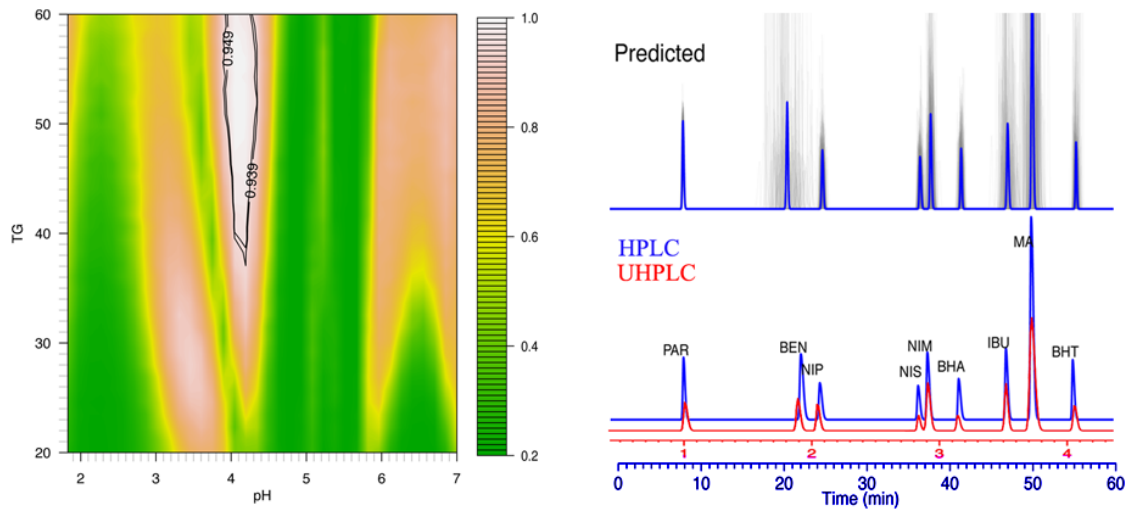 60
50
40
30
20
TG
2
3
4
5
6
7
pH
0.949
0.939
1.0
0.8
0.6
0.4
0.2
Predicted
HPLC
UHPLC
PAR
BEN
NIP
NIS
NIM
BHA
IBU
MA
BHT
1 2 3 4
0 10 20 30 40 50 60
Time (min)